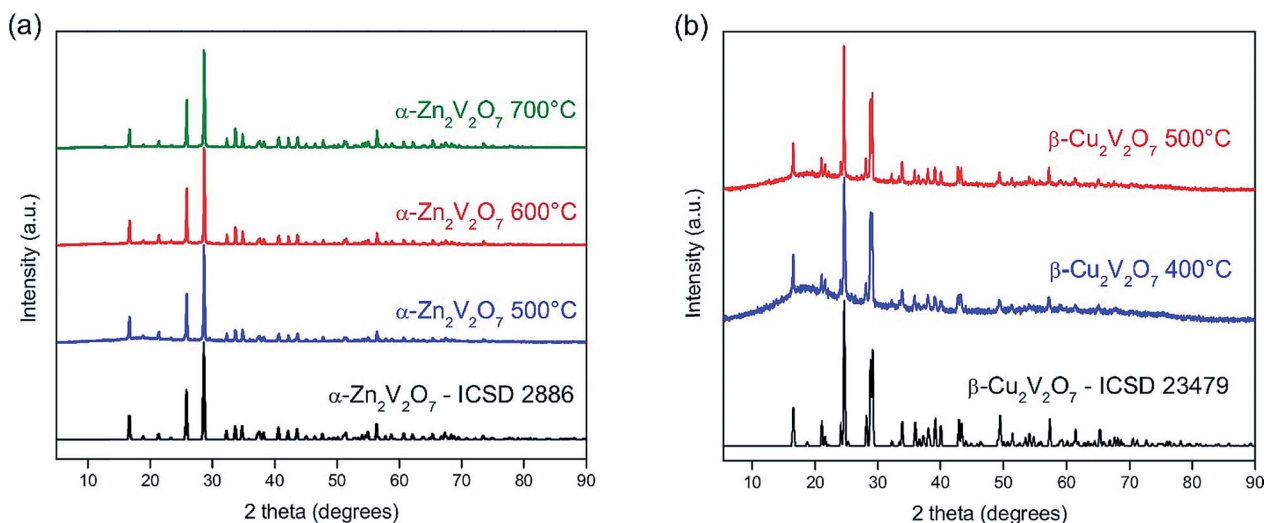 (a)
α-Zn₂V₂O₇ 700°C
α-Zn₂V₂O₇ 600°C
α-Zn₂V₂O₇ 500°C
α-Zn₂V₂O₇ - ICSD 2886
Intensity (a.u.)
10 20 30 40 50 60 70 80 90
2 theta (degrees)
(b)
β-Cu₂V₂O₇ 500°C
β-Cu₂V₂O₇ 400°C
β-Cu₂V₂O₇ - ICSD 23479
Intensity (a.u.)
10 20 30 40 50 60 70 80 90
2 theta (degrees)